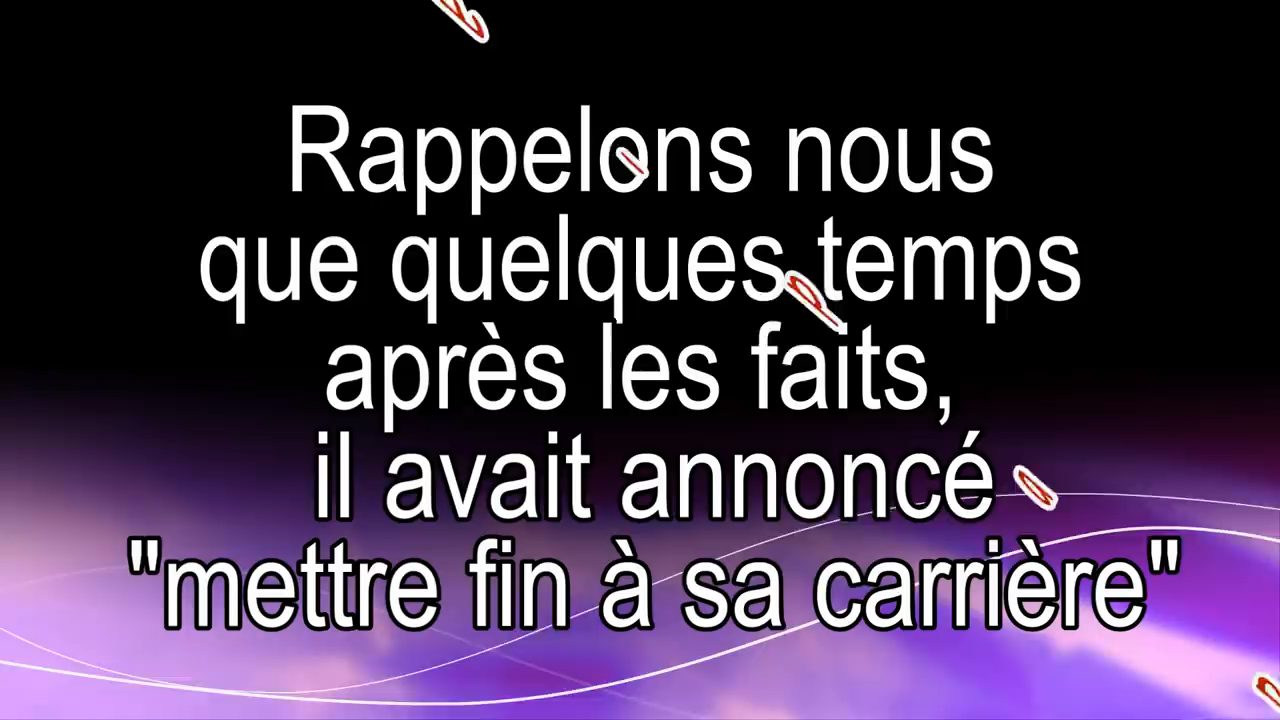 Rappelons nous
que quelques temps
après les faits,
il avait annoncé
"mettre fin à sa carrière"